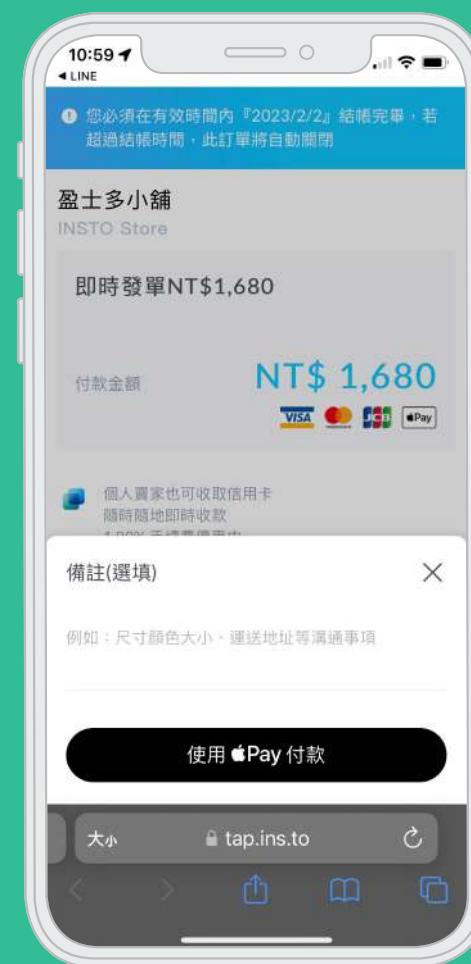 10:59
◀ LINE
您必須在有效時間內『2023/2/2』結帳完畢，若
超過結帳時間，此訂單將自動關閉
盈士多小舖
INSTO Store
即時發單NT$1,680
付款金額
NT$ 1,680
VISA JCB Pay
個人賣家也可收取信用卡
隨時隨地即時收款
備註(選填)
例如：尺寸顏色大小、運送地址等溝通事項
使用 Pay 付款
大小 tap.ins.to